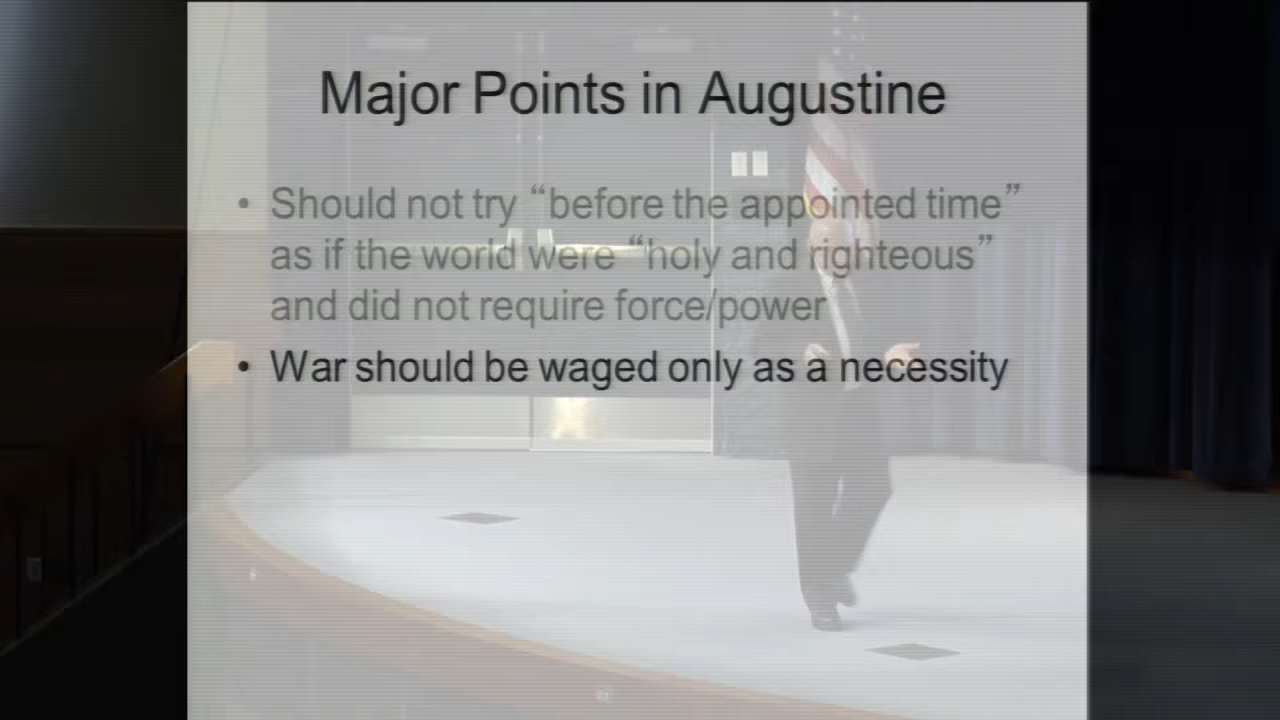 Major Points in Augustine
• Should not try “before the appointed time”
as if the world were “holy and righteous”
and did not require force/power
• War should be waged only as a necessity